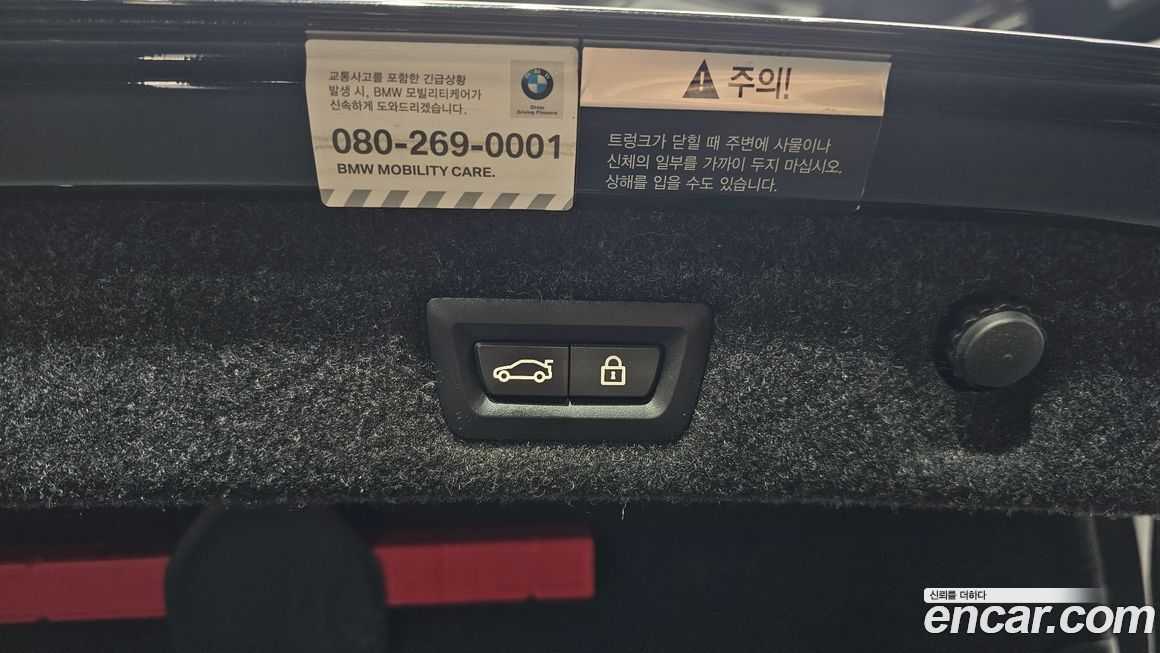 교통사고를 포함한 긴급상황
발생 시, BMW 모빌리티케어가
신속하게 도와드리겠습니다.
BMW
Sheer
Driving Pleasure
080-269-0001
BMW MOBILITY CARE.
주의!
트렁크가 닫힐 때 주변에 사물이나
신체의 일부를 가까이 두지 마십시오.
상해를 입을 수도 있습니다.
신뢰를 더하다
encar.com